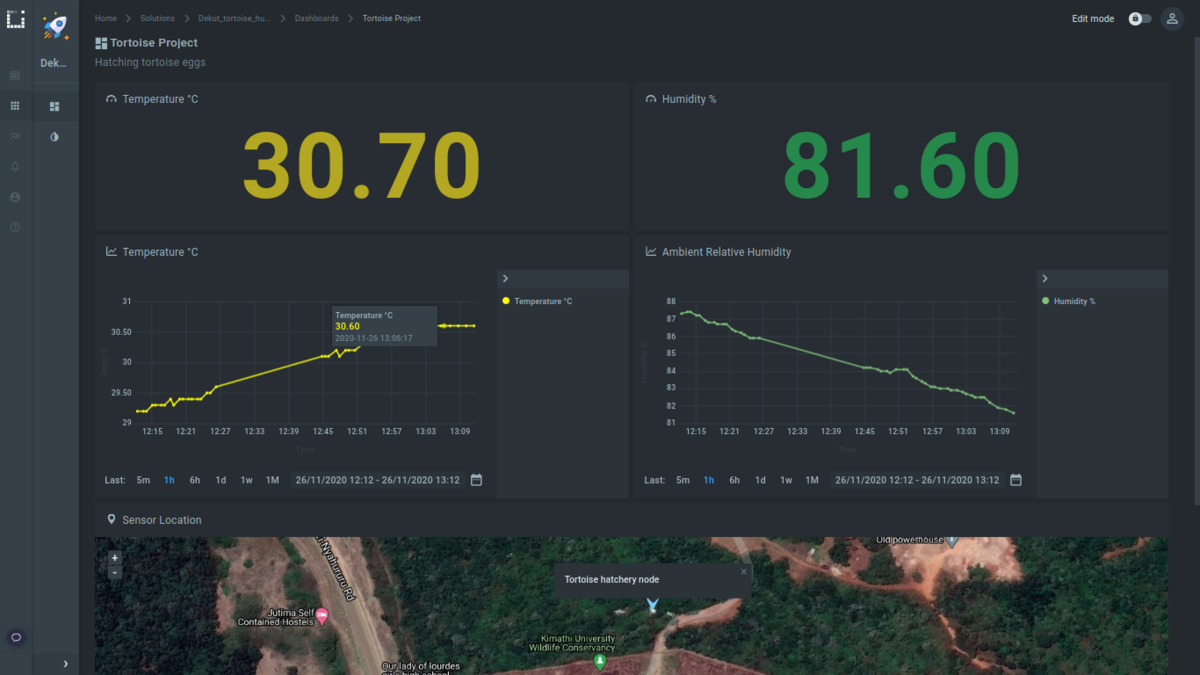 Home Solutions Dekut_tortoise_hu... Dashboards Tortoise Project
Edit mode
Dek...
Tortoise Project
Hatching tortoise eggs
Temperature °C
30.70
Humidity %
81.60
Temperature °C
31
30.50
30
29.50
29
Temperature °C
30.60
2020-11-26 13:06:17
12:15 12:21 12:27 12:33 12:39 12:45 12:51 12:57 13:03 13:09
Time
Temperature °C
Last: 5m 1h 6h 1d 1w 1M 26/11/2020 12:12 - 26/11/2020 13:12
Ambient Relative Humidity
88
87
86
85
84
83
82
81
Humidity %
12:15 12:21 12:27 12:33 12:39 12:45 12:51 12:57 13:03 13:09
Time
Humidity %
Last: 5m 1h 6h 1d 1w 1M 26/11/2020 12:12 - 26/11/2020 13:12
Sensor Location
+
-
Nyahururu Rd
Jutima Self
Contained Hostels
Our lady of lourdes
girls high school
Tortoise hatchery node
×
Kimathi University
Wildlife Conservancy
Oldipowerhouse